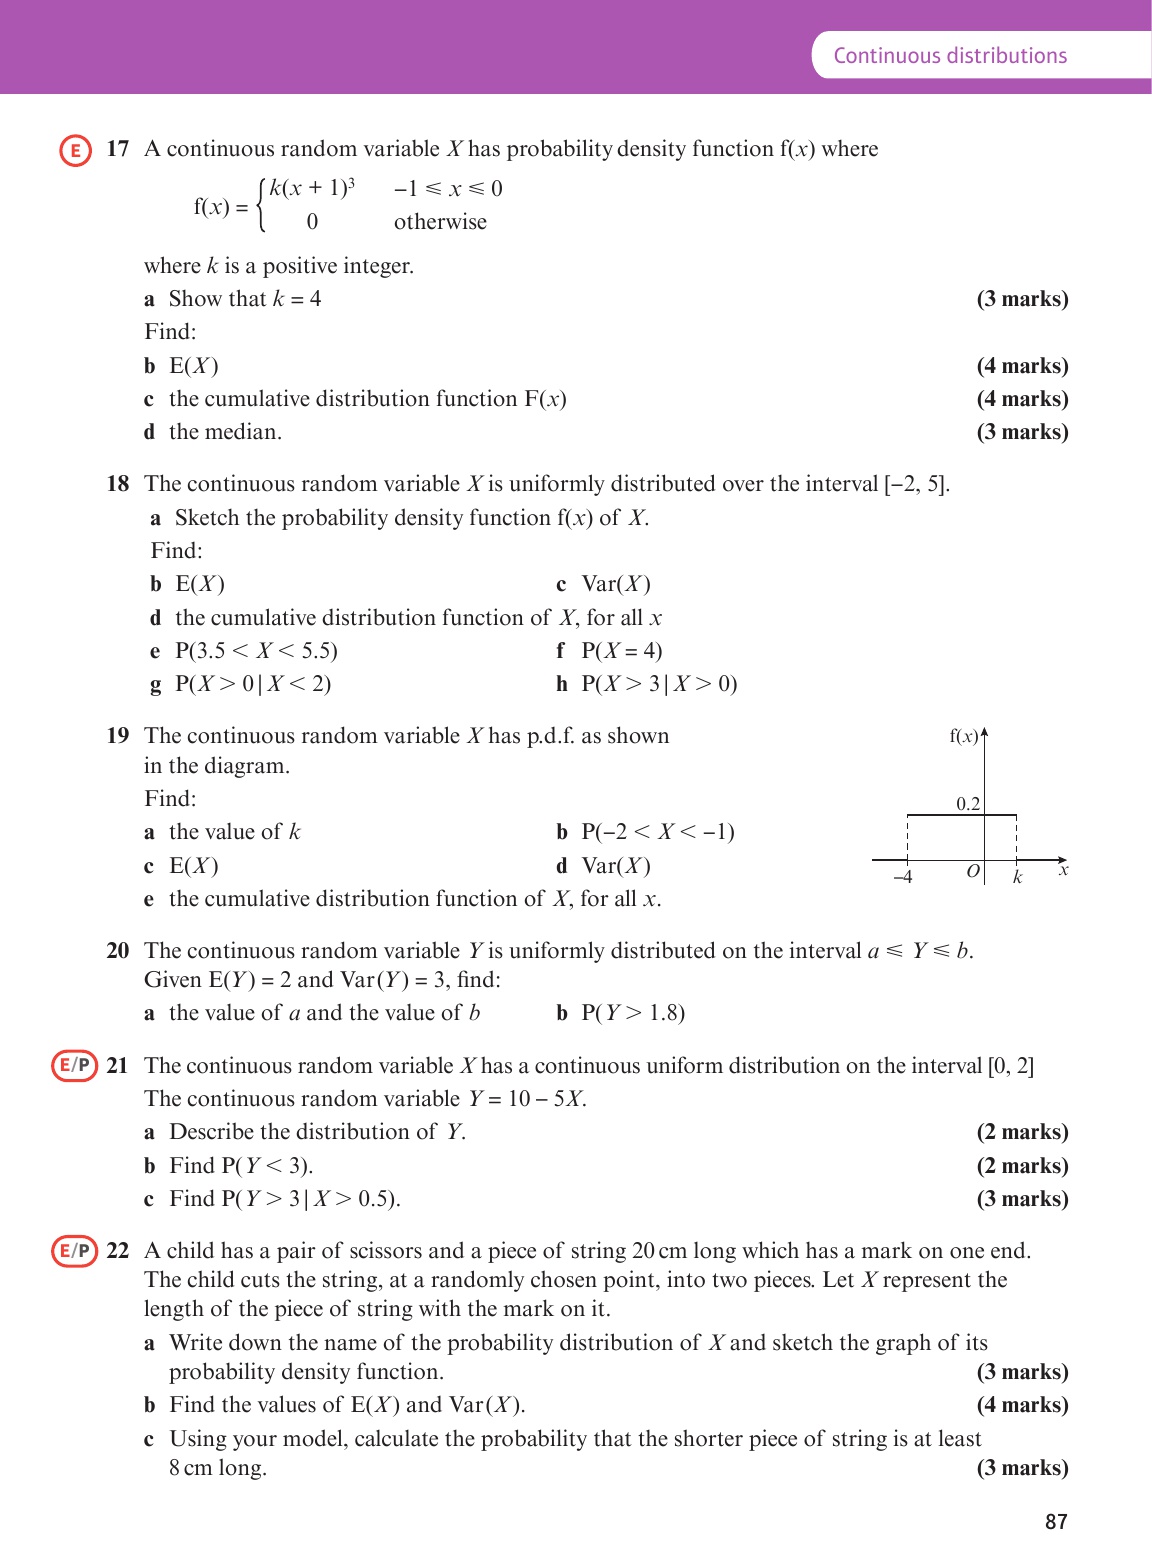 Continuous distributions
E 17 A continuous random variable X has probability density function f(x) where
f(x) = { k(x + 1)³ −1 ⩽ x ⩽ 0
0 otherwise
where k is a positive integer.
a Show that k = 4 (3 marks)
Find:
b E(X) (4 marks)
c the cumulative distribution function F(x) (4 marks)
d the median. (3 marks)
18 The continuous random variable X is uniformly distributed over the interval [−2, 5].
a Sketch the probability density function f(x) of X.
Find:
b E(X) c Var(X)
d the cumulative distribution function of X, for all x
e P(3.5 < X < 5.5) f P(X = 4)
g P(X > 0 | X < 2) h P(X > 3 | X > 0)
19 The continuous random variable X has p.d.f. as shown
in the diagram.
Find:
a the value of k b P(−2 < X < −1)
c E(X) d Var(X)
e the cumulative distribution function of X, for all x.
f(x)
0.2
−4 O k x
20 The continuous random variable Y is uniformly distributed on the interval a ⩽ Y ⩽ b.
Given E(Y) = 2 and Var(Y) = 3, find:
a the value of a and the value of b b P(Y > 1.8)
E/P 21 The continuous random variable X has a continuous uniform distribution on the interval [0, 2]
The continuous random variable Y = 10 − 5X.
a Describe the distribution of Y. (2 marks)
b Find P(Y < 3). (2 marks)
c Find P(Y > 3 | X > 0.5). (3 marks)
E/P 22 A child has a pair of scissors and a piece of string 20 cm long which has a mark on one end.
The child cuts the string, at a randomly chosen point, into two pieces. Let X represent the
length of the piece of string with the mark on it.
a Write down the name of the probability distribution of X and sketch the graph of its
probability density function. (3 marks)
b Find the values of E(X) and Var(X). (4 marks)
c Using your model, calculate the probability that the shorter piece of string is at least
8 cm long. (3 marks)
87